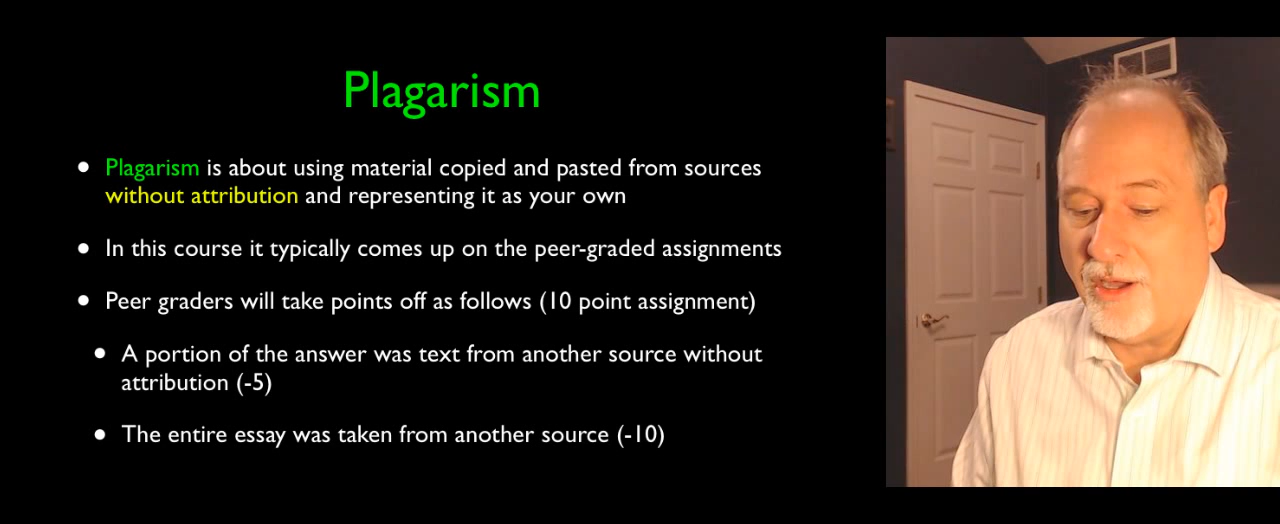 Plagarism
Plagarism is about using material copied and pasted from sources
without attribution and representing it as your own
In this course it typically comes up on the peer-graded assignments
Peer graders will take points off as follows (10 point assignment)
A portion of the answer was text from another source without
attribution (-5)
The entire essay was taken from another source (-10)